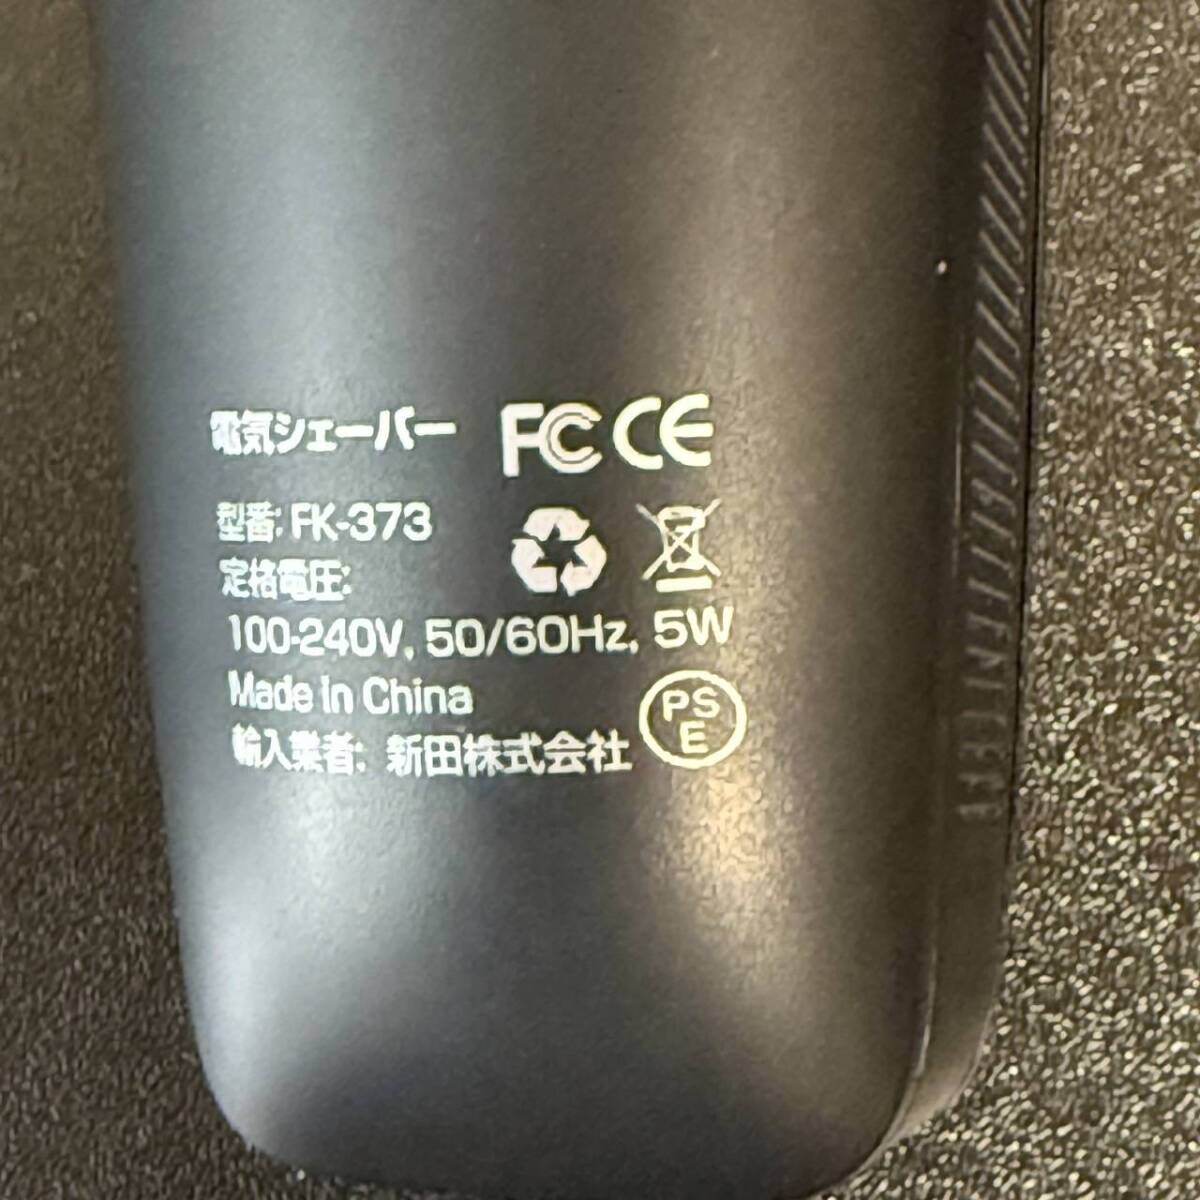 電気シェーバー FC CE
型番: FK-373
定格電圧:
100-240V, 50/60Hz, 5W
Made in China
輸入業者: 新田株式会社
PS
E